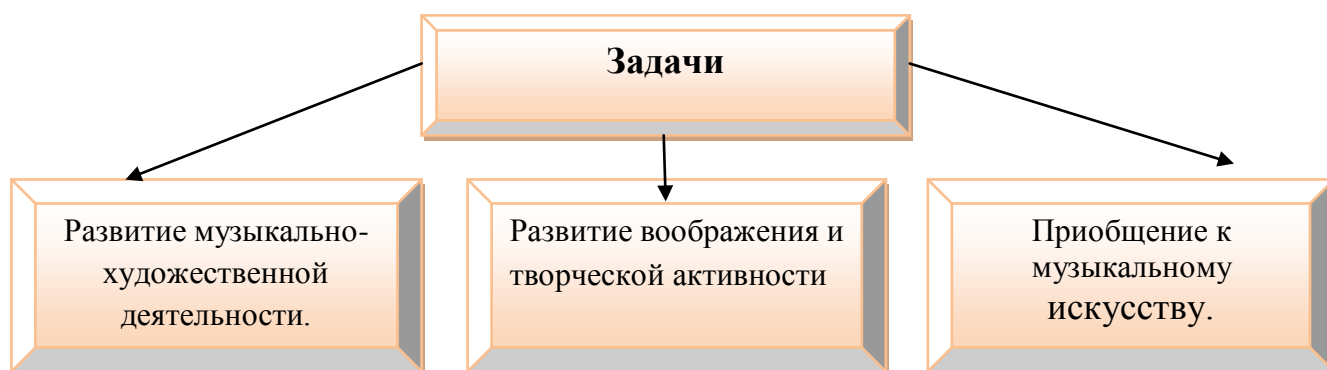 Задачи
Развитие музыкально-
художественной
деятельности.
Развитие воображения и
творческой активности
Приобщение к
музыкальному
искусству.